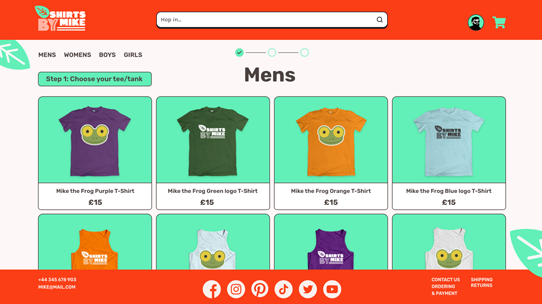 SHIRTS
BY MIKE
Hop in...
MENS WOMENS BOYS GIRLS
Step 1: Choose your tee/tank
Mens
SHIRTS
BY MIKE
SHIRTS
BY MIKE
Mike the Frog Purple T-Shirt
£15
Mike the Frog Green logo T-Shirt
£15
Mike the Frog Orange T-Shirt
£15
Mike the Frog Blue logo T-Shirt
£15
SHIRTS
BY MIKE
SHIRTS
BY MIKE
+44 345 678 903
MIKE@MAIL.COM
CONTACT US
ORDERING
& PAYMENT
SHIPPING
RETURNS